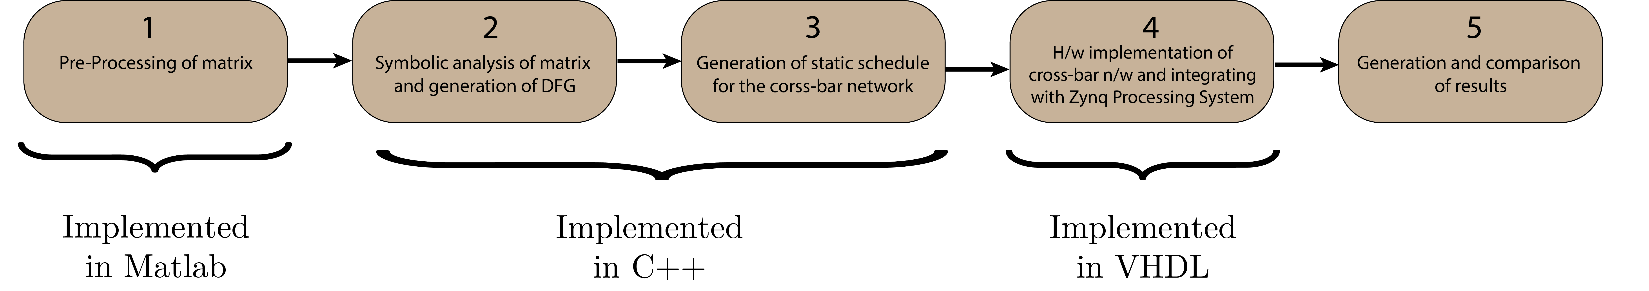 1
Pre-Processing of matrix
2
Symbolic analysis of matrix
and generation of DFG
3
Generation of static schedule
for the corss-bar network
4
H/w implementation of
cross-bar n/w and integrating
with Zynq Processing System
5
Generation and comparison
of results
Implemented
in Matlab
Implemented
in C++
Implemented
in VHDL